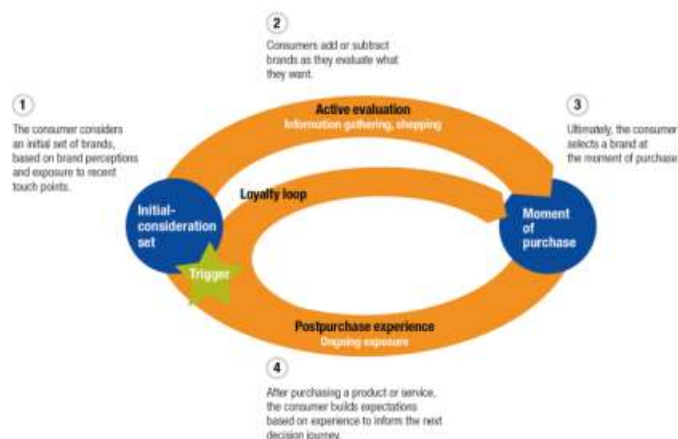 2
Consumers add or subtract
brands as they evaluate what
they want.
1
The consumer considers
an initial set of brands,
based on brand perceptions
and exposure to recent
touch points.
Active evaluation
Information gathering, shopping
3
Ultimately, the consumer
selects a brand at
the moment of purchase
Loyalty loop
Initial-
consideration
set
Moment
of
purchase
Trigger
Postpurchase experience
Ongoing exposure
4
After purchasing a product or service,
the consumer builds expectations
based on experience to inform the next
decision journey.